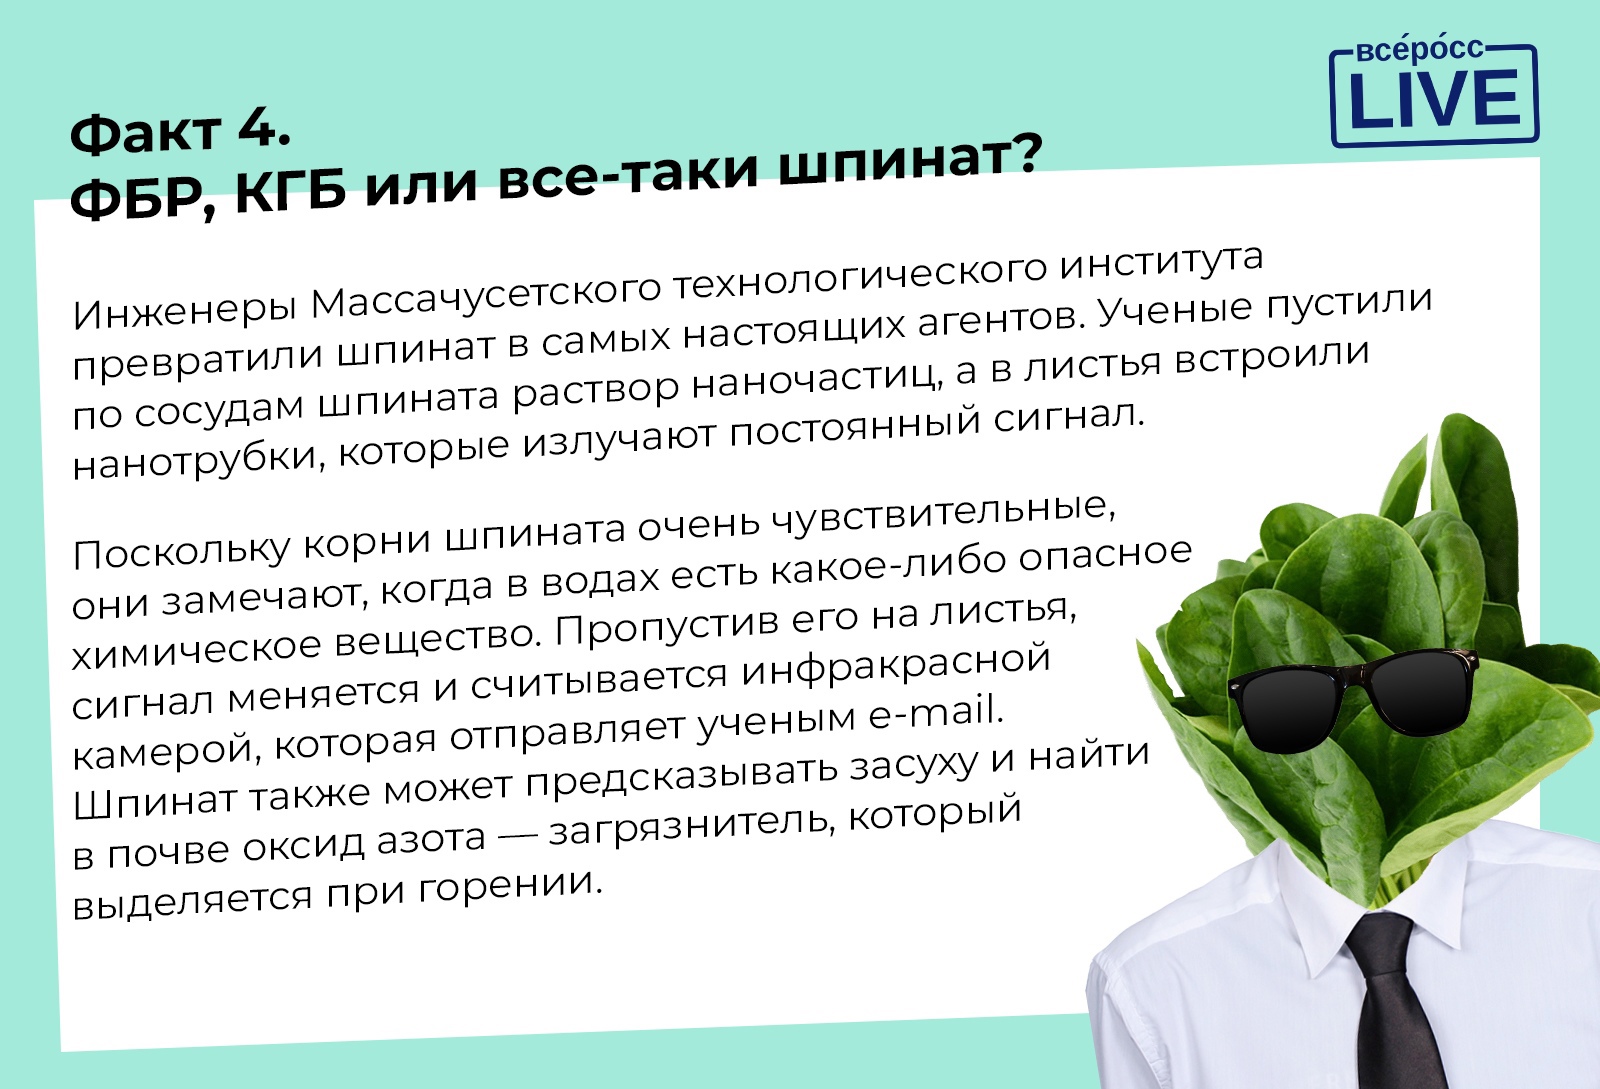 всéрóсс
LIVE
Факт 4.
ФБР, КГБ или все-таки шпинат?
Инженеры Массачусетского технологического института
превратили шпинат в самых настоящих агентов. Ученые пустили
по сосудам шпината раствор наночастиц, а в листья встроили
нанотрубки, которые излучают постоянный сигнал.
Поскольку корни шпината очень чувствительные,
они замечают, когда в водах есть какое-либо опасное
химическое вещество. Пропустив его на листья,
сигнал меняется и считывается инфракрасной
камерой, которая отправляет ученым e-mail.
Шпинат также может предсказывать засуху и найти
в почве оксид азота — загрязнитель, который
выделяется при горении.